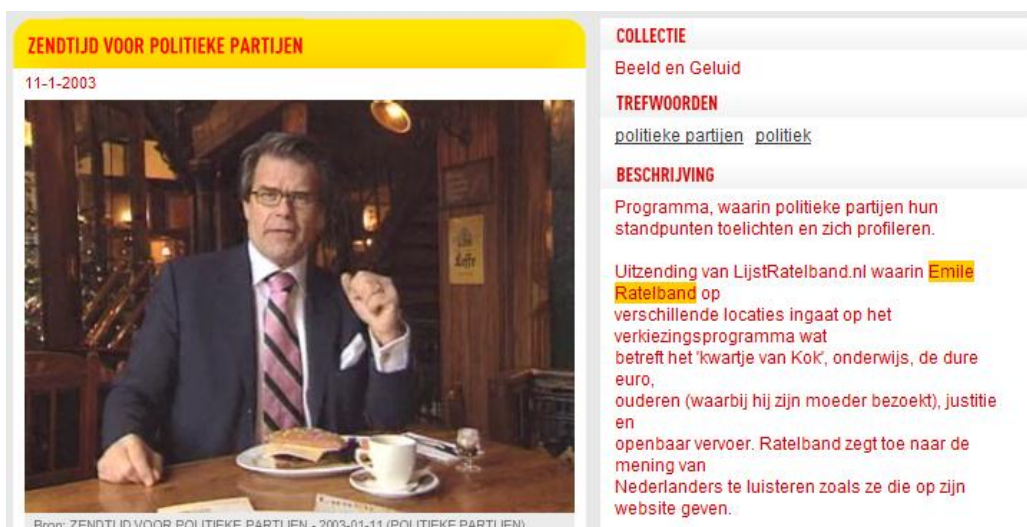 ZENDTIJD VOOR POLITIEKE PARTIJEN
11-1-2003
Leffe
Bron: ZENDTIJD VOOR POLITIEKE PARTIJEN - 2003-01-11 (POLITIEKE PARTIJEN)
COLLECTIE
Beeld en Geluid
TREFWOORDEN
politieke partijen politiek
BESCHRIJVING
Programma, waarin politieke partijen hun
standpunten toelichten en zich profileren.
Uitzending van LijstRatelband.nl waarin Emile
Ratelband op
verschillende locaties ingaat op het
verkiezingsprogramma wat
betreft het 'kwartje van Kok', onderwijs, de dure
euro,
ouderen (waarbij hij zijn moeder bezoekt), justitie
en
openbaar vervoer. Ratelband zegt toe naar de
mening van
Nederlanders te luisteren zoals ze die op zijn
website geven.